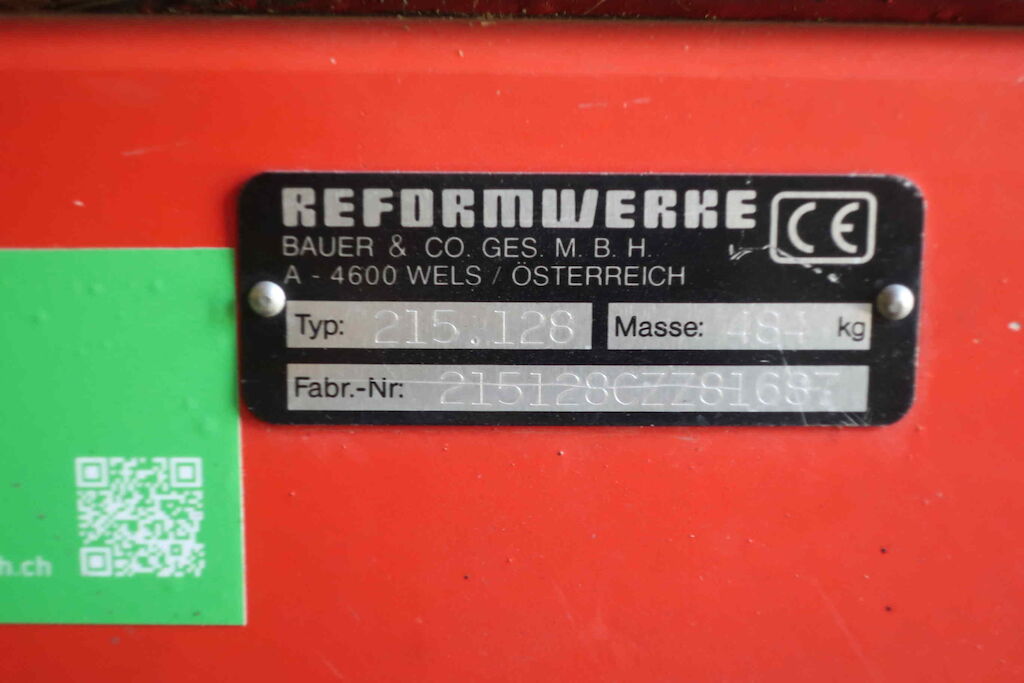 REFORMWERKE
CE
BAUER & CO. GES. M. B. H.
A - 4600 WELS / ÖSTERREICH
Typ: 215.128
Masse: 484 kg
Fabr.-Nr: 215128CZZ81687
h.ch